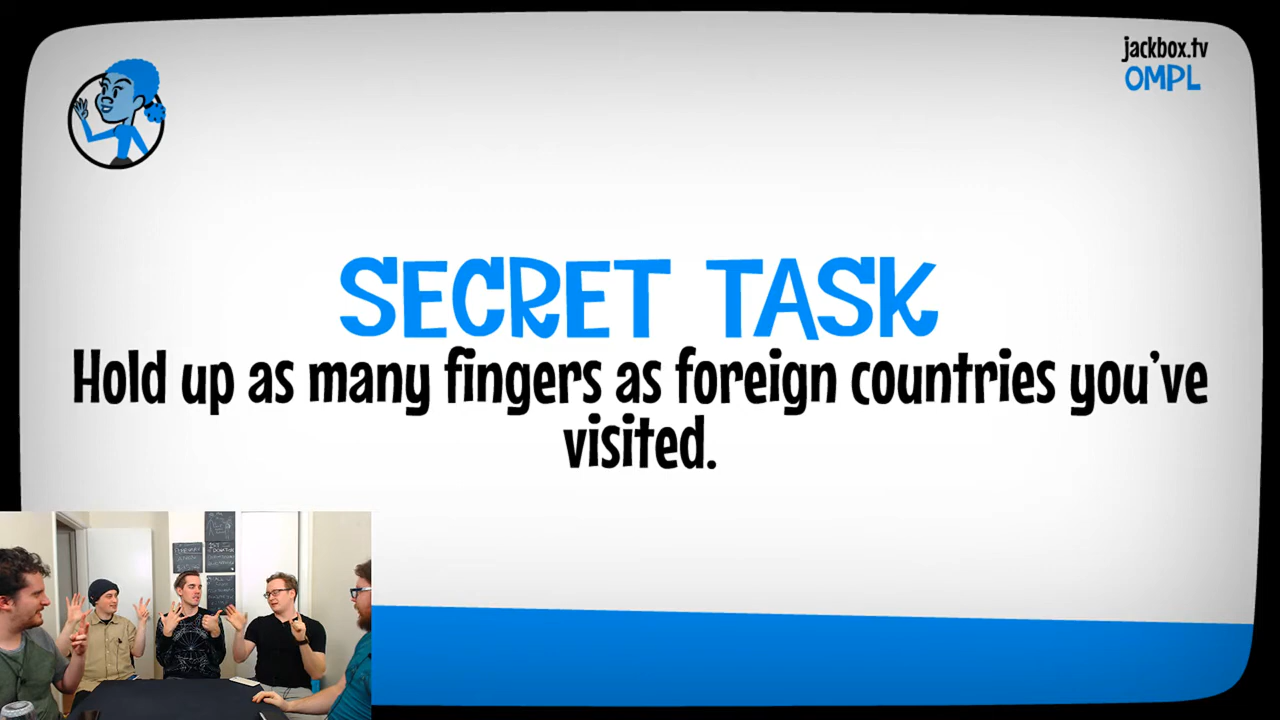 jackbox.tv
OMPL
SECRET TASK
Hold up as many fingers as foreign countries you've
visited.